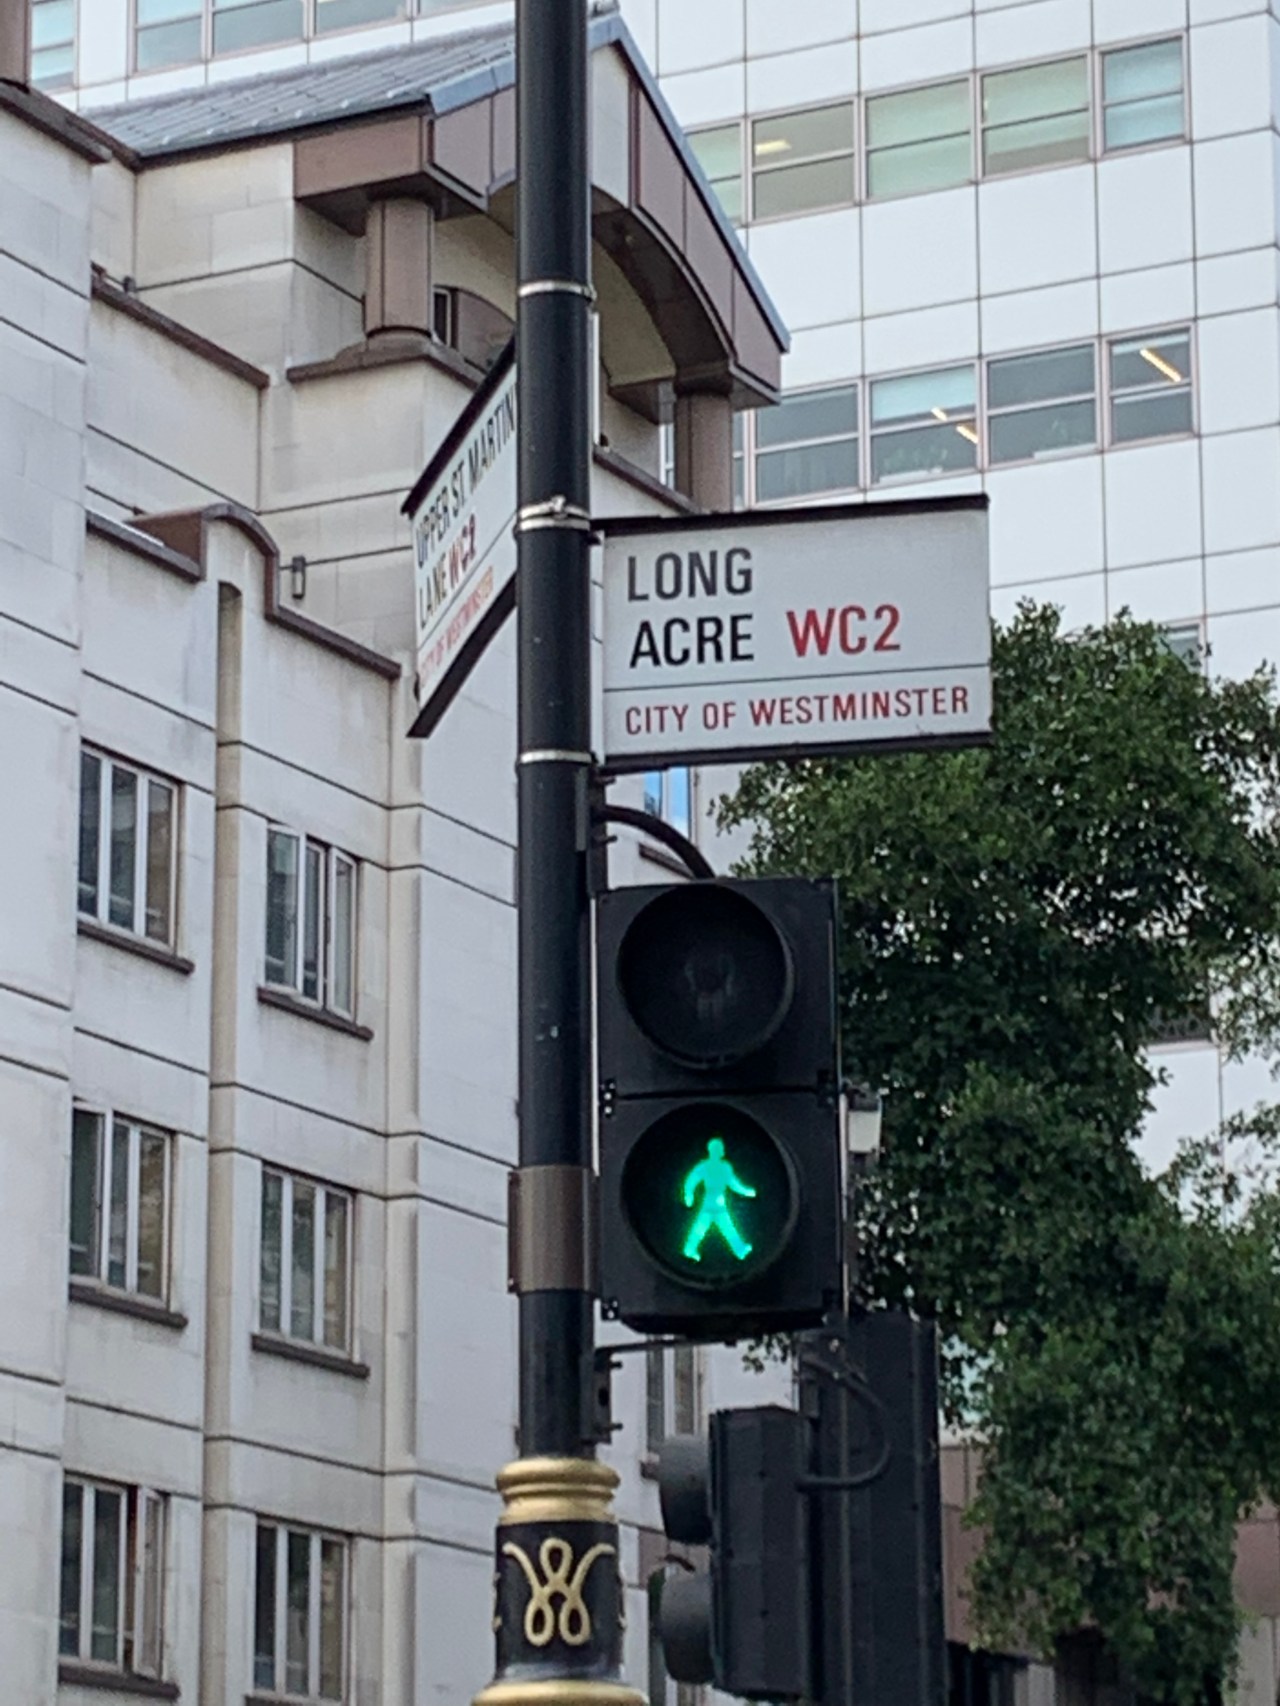 UPPER ST. MARTIN
LANE WC2
CITY OF WESTMINSTER
LONG
ACRE WC2
CITY OF WESTMINSTER
W